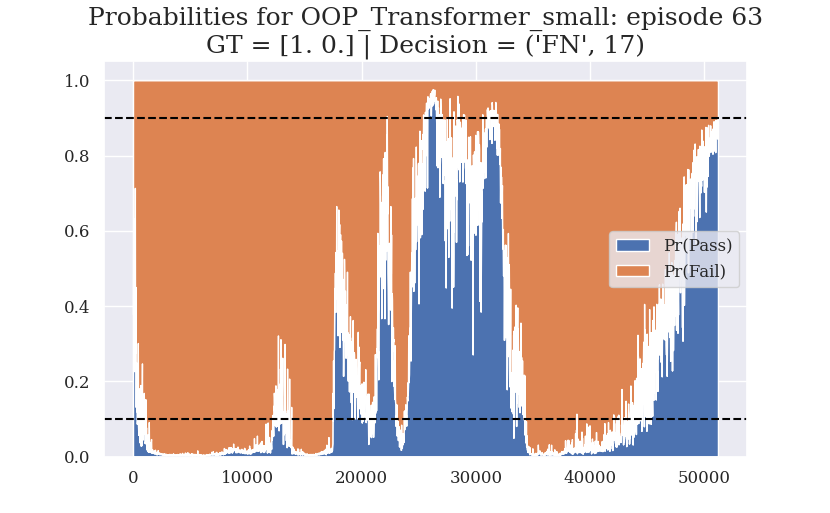 Probabilities for OOP_Transformer_small: episode 63
GT = [1. 0.] | Decision = ('FN', 17)
1.0
0.8
0.6
0.4
0.2
0.0
Pr(Pass)
Pr(Fail)
0 10000 20000 30000 40000 50000